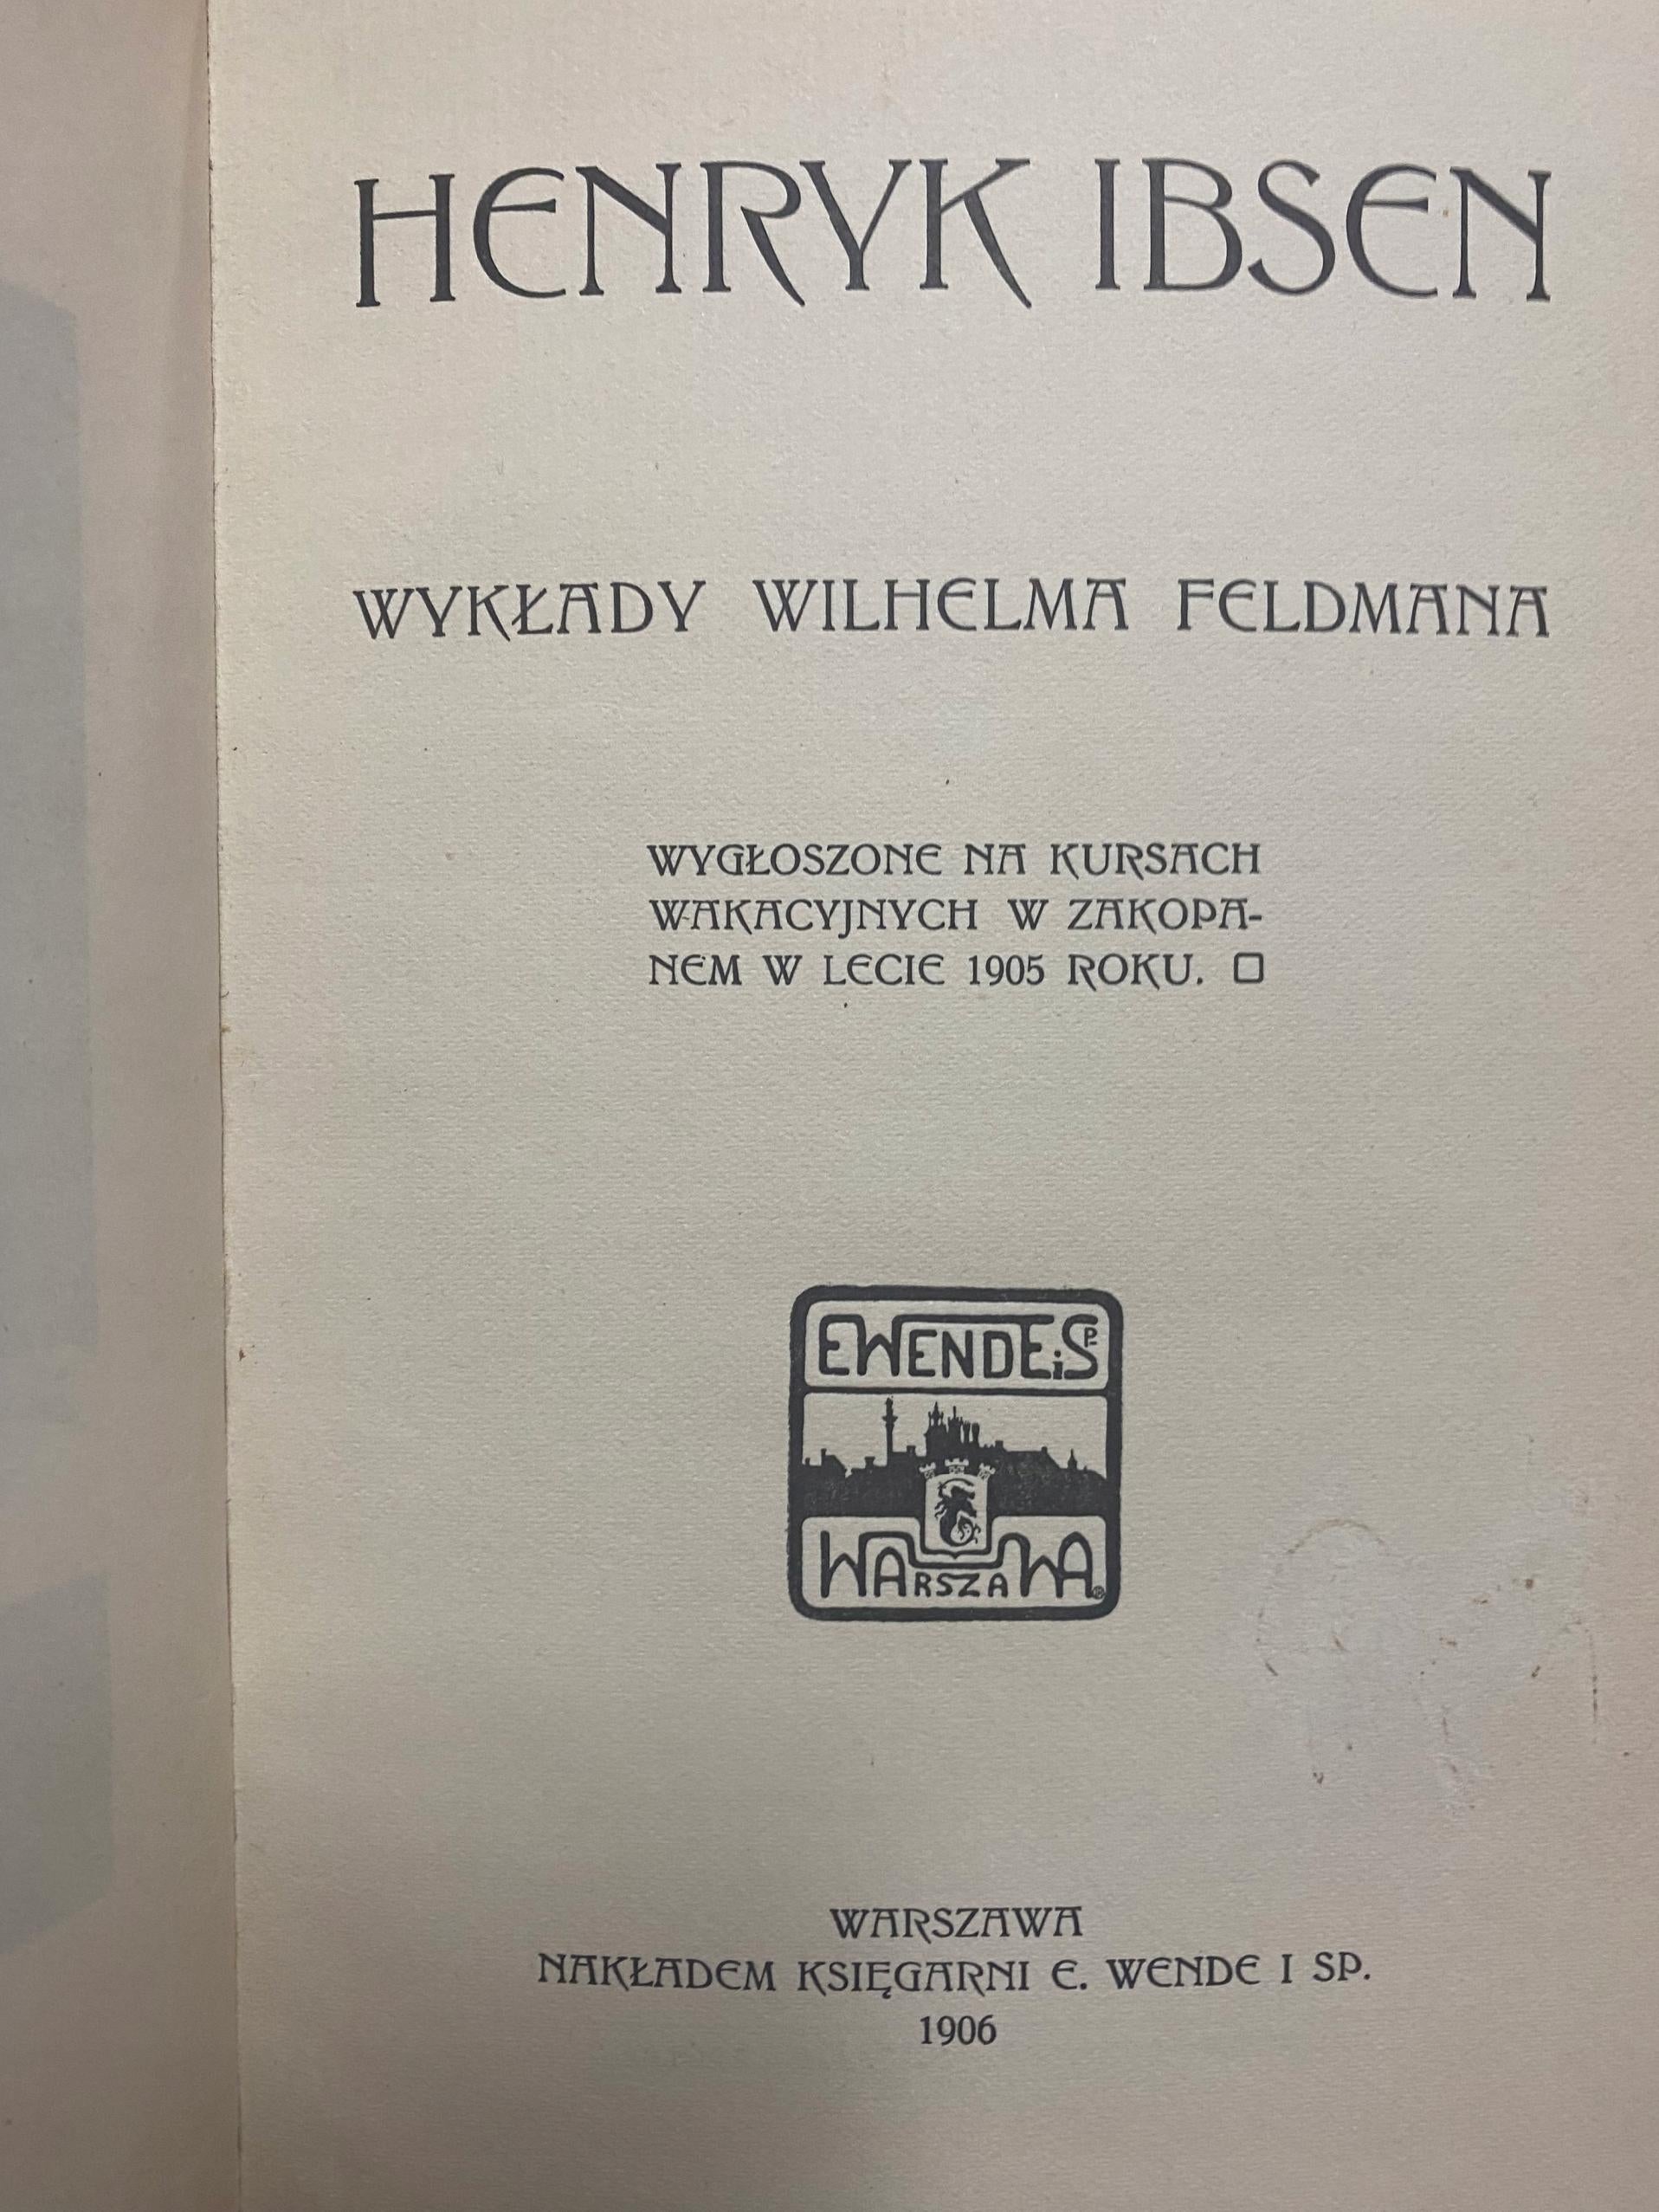 HENRYK IBSEN
WYKŁADY WILHELMA FELDMANA
WYGŁOSZONE NA KURSACH
WAKACYJNYCH W ZAKOPA-
NEM W LECIE 1905 ROKU.
E WENDE i SP.
WARSZAWA
WARSZAWA
NAKŁADEM KSIĘGARNI E. WENDE I SP.
1906